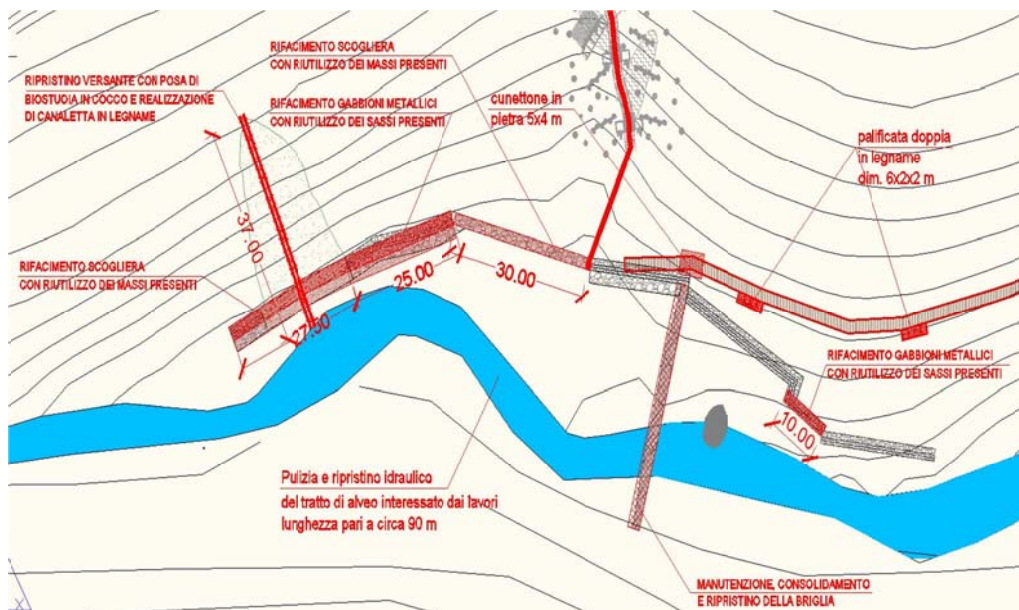 RIFACIMENTO SCOGLIERA
CON RIUTILIZZO DEI MASSI PRESENTI
RIPRISTINO VERSANTE CON POSA DI
BIOSTUOIA IN COCCO E REALIZZAZIONE
DI CANALETTA IN LEGNAME
RIFACIMENTO GABBIONI METALLICI
CON RIUTILIZZO DEI SASSI PRESENTI
cunettone in
pietra 5x4 m
palificata doppia
in legname
dim. 6x2x2 m
37.00
RIFACIMENTO SCOGLIERA
CON RIUTILIZZO DEI MASSI PRESENTI
27.50
25.00
30.00
RIFACIMENTO GABBIONI METALLICI
CON RIUTILIZZO DEI SASSI PRESENTI
10.00
Pulizia e ripristino idraulico
del tratto di alveo interessato dai lavori
lunghezza pari a circa 90 m
MANUTENZIONE, CONSOLIDAMENTO
E RIPRISTINO DELLA BRIGLIA
X